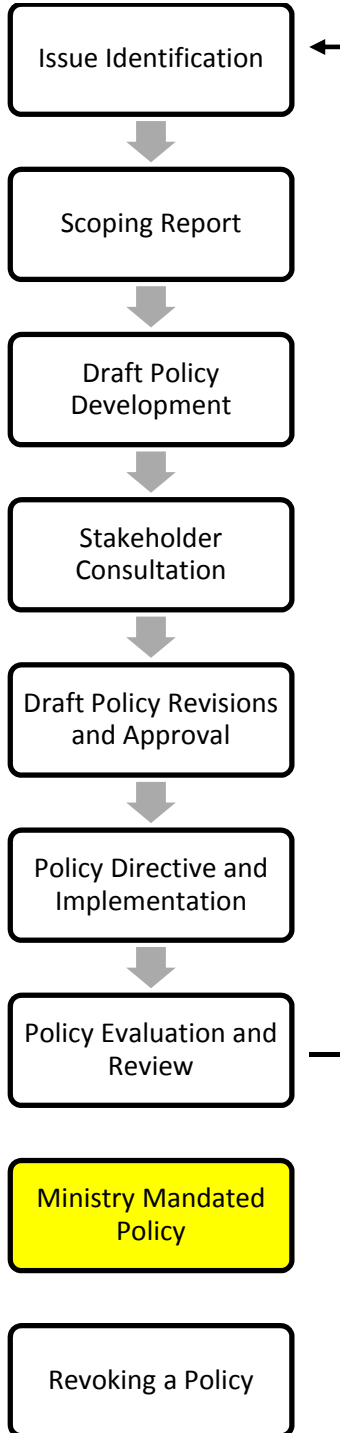 Issue Identification
Scoping Report
Draft Policy
Development
Stakeholder
Consultation
Draft Policy Revisions
and Approval
Policy Directive and
Implementation
Policy Evaluation and
Review
Ministry Mandated
Policy
Revoking a Policy